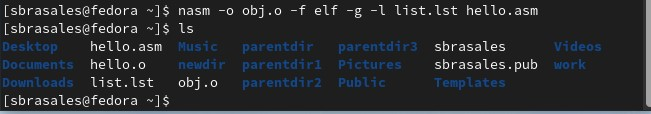 [sbrasales@fedora ~]$ nasm -o obj.o -f elf -g -l list.lst hello.asm
[sbrasales@fedora ~]$ ls
Desktop hello.asm Music parentdir parentdir3 sbrasales Videos
Documents hello.o newdir parentdir1 Pictures sbrasales.pub work
Downloads list.lst obj.o parentdir2 Public Templates
[sbrasales@fedora ~]$